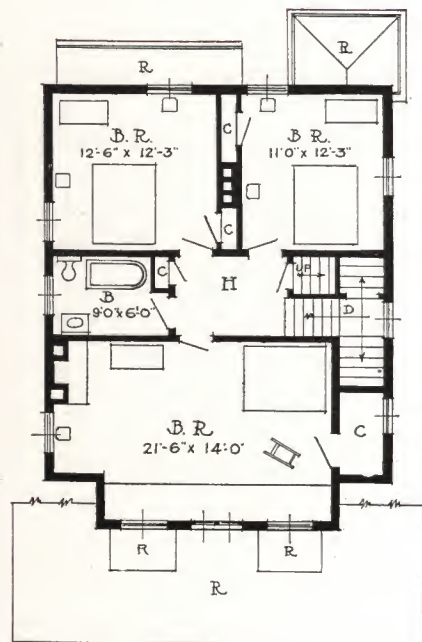 R
R
B. R.
12'-6" x 12'-3"
C
B. R.
11'0" x 12'-3"
C
C
UP
H
B
9'0 x 6'0"
D
B. R.
21'-6" x 14'-0"
C
R
R
R